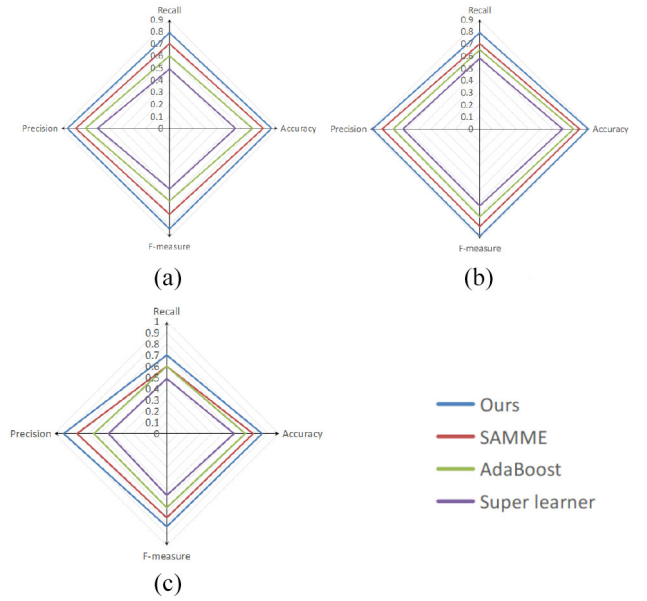 Recall
0.9
0.8
0.7
0.6
0.5
0.4
0.3
0.2
0.1
0
Precision
Accuracy
F-measure
(a)
Recall
0.9
0.8
0.7
0.6
0.5
0.4
0.3
0.2
0.1
0
Precision
Accuracy
F-measure
(b)
Recall
1
0.9
0.8
0.7
0.6
0.5
0.4
0.3
0.2
0.1
0
Precision
Accuracy
F-measure
(c)
Ours
SAMME
AdaBoost
Super learner